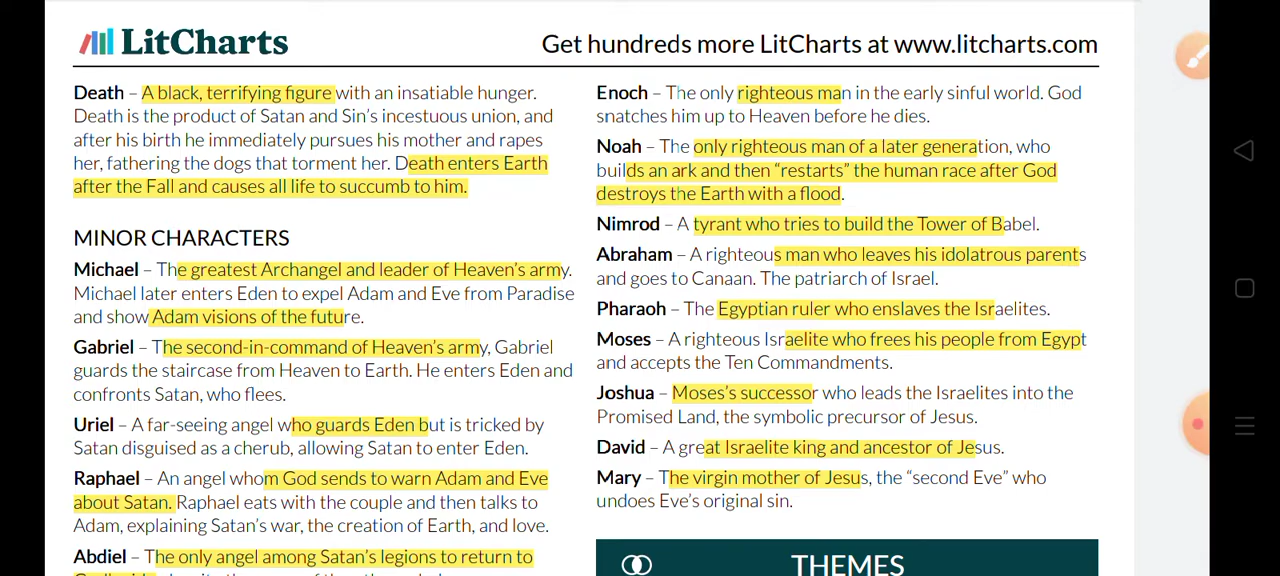 LitCharts
Get hundreds more LitCharts at www.litcharts.com
Death – A black, terrifying figure with an insatiable hunger.
Death is the product of Satan and Sin's incestuous union, and
after his birth he immediately pursues his mother and rapes
her, fathering the dogs that torment her. Death enters Earth
after the Fall and causes all life to succumb to him.
MINOR CHARACTERS
Michael – The greatest Archangel and leader of Heaven's army.
Michael later enters Eden to expel Adam and Eve from Paradise
and show Adam visions of the future.
Gabriel – The second-in-command of Heaven's army, Gabriel
guards the staircase from Heaven to Earth. He enters Eden and
confronts Satan, who flees.
Uriel – A far-seeing angel who guards Eden but is tricked by
Satan disguised as a cherub, allowing Satan to enter Eden.
Raphael – An angel whom God sends to warn Adam and Eve
about Satan. Raphael eats with the couple and then talks to
Adam, explaining Satan's war, the creation of Earth, and love.
Abdiel – The only angel among Satan's legions to return to
Enoch – The only righteous man in the early sinful world. God
snatches him up to Heaven before he dies.
Noah – The only righteous man of a later generation, who
builds an ark and then "restarts" the human race after God
destroys the Earth with a flood.
Nimrod – A tyrant who tries to build the Tower of Babel.
Abraham – A righteous man who leaves his idolatrous parents
and goes to Canaan. The patriarch of Israel.
Pharaoh – The Egyptian ruler who enslaves the Israelites.
Moses – A righteous Israelite who frees his people from Egypt
and accepts the Ten Commandments.
Joshua – Moses's successor who leads the Israelites into the
Promised Land, the symbolic precursor of Jesus.
David – A great Israelite king and ancestor of Jesus.
Mary – The virgin mother of Jesus, the "second Eve" who
undoes Eve's original sin.
THEMES